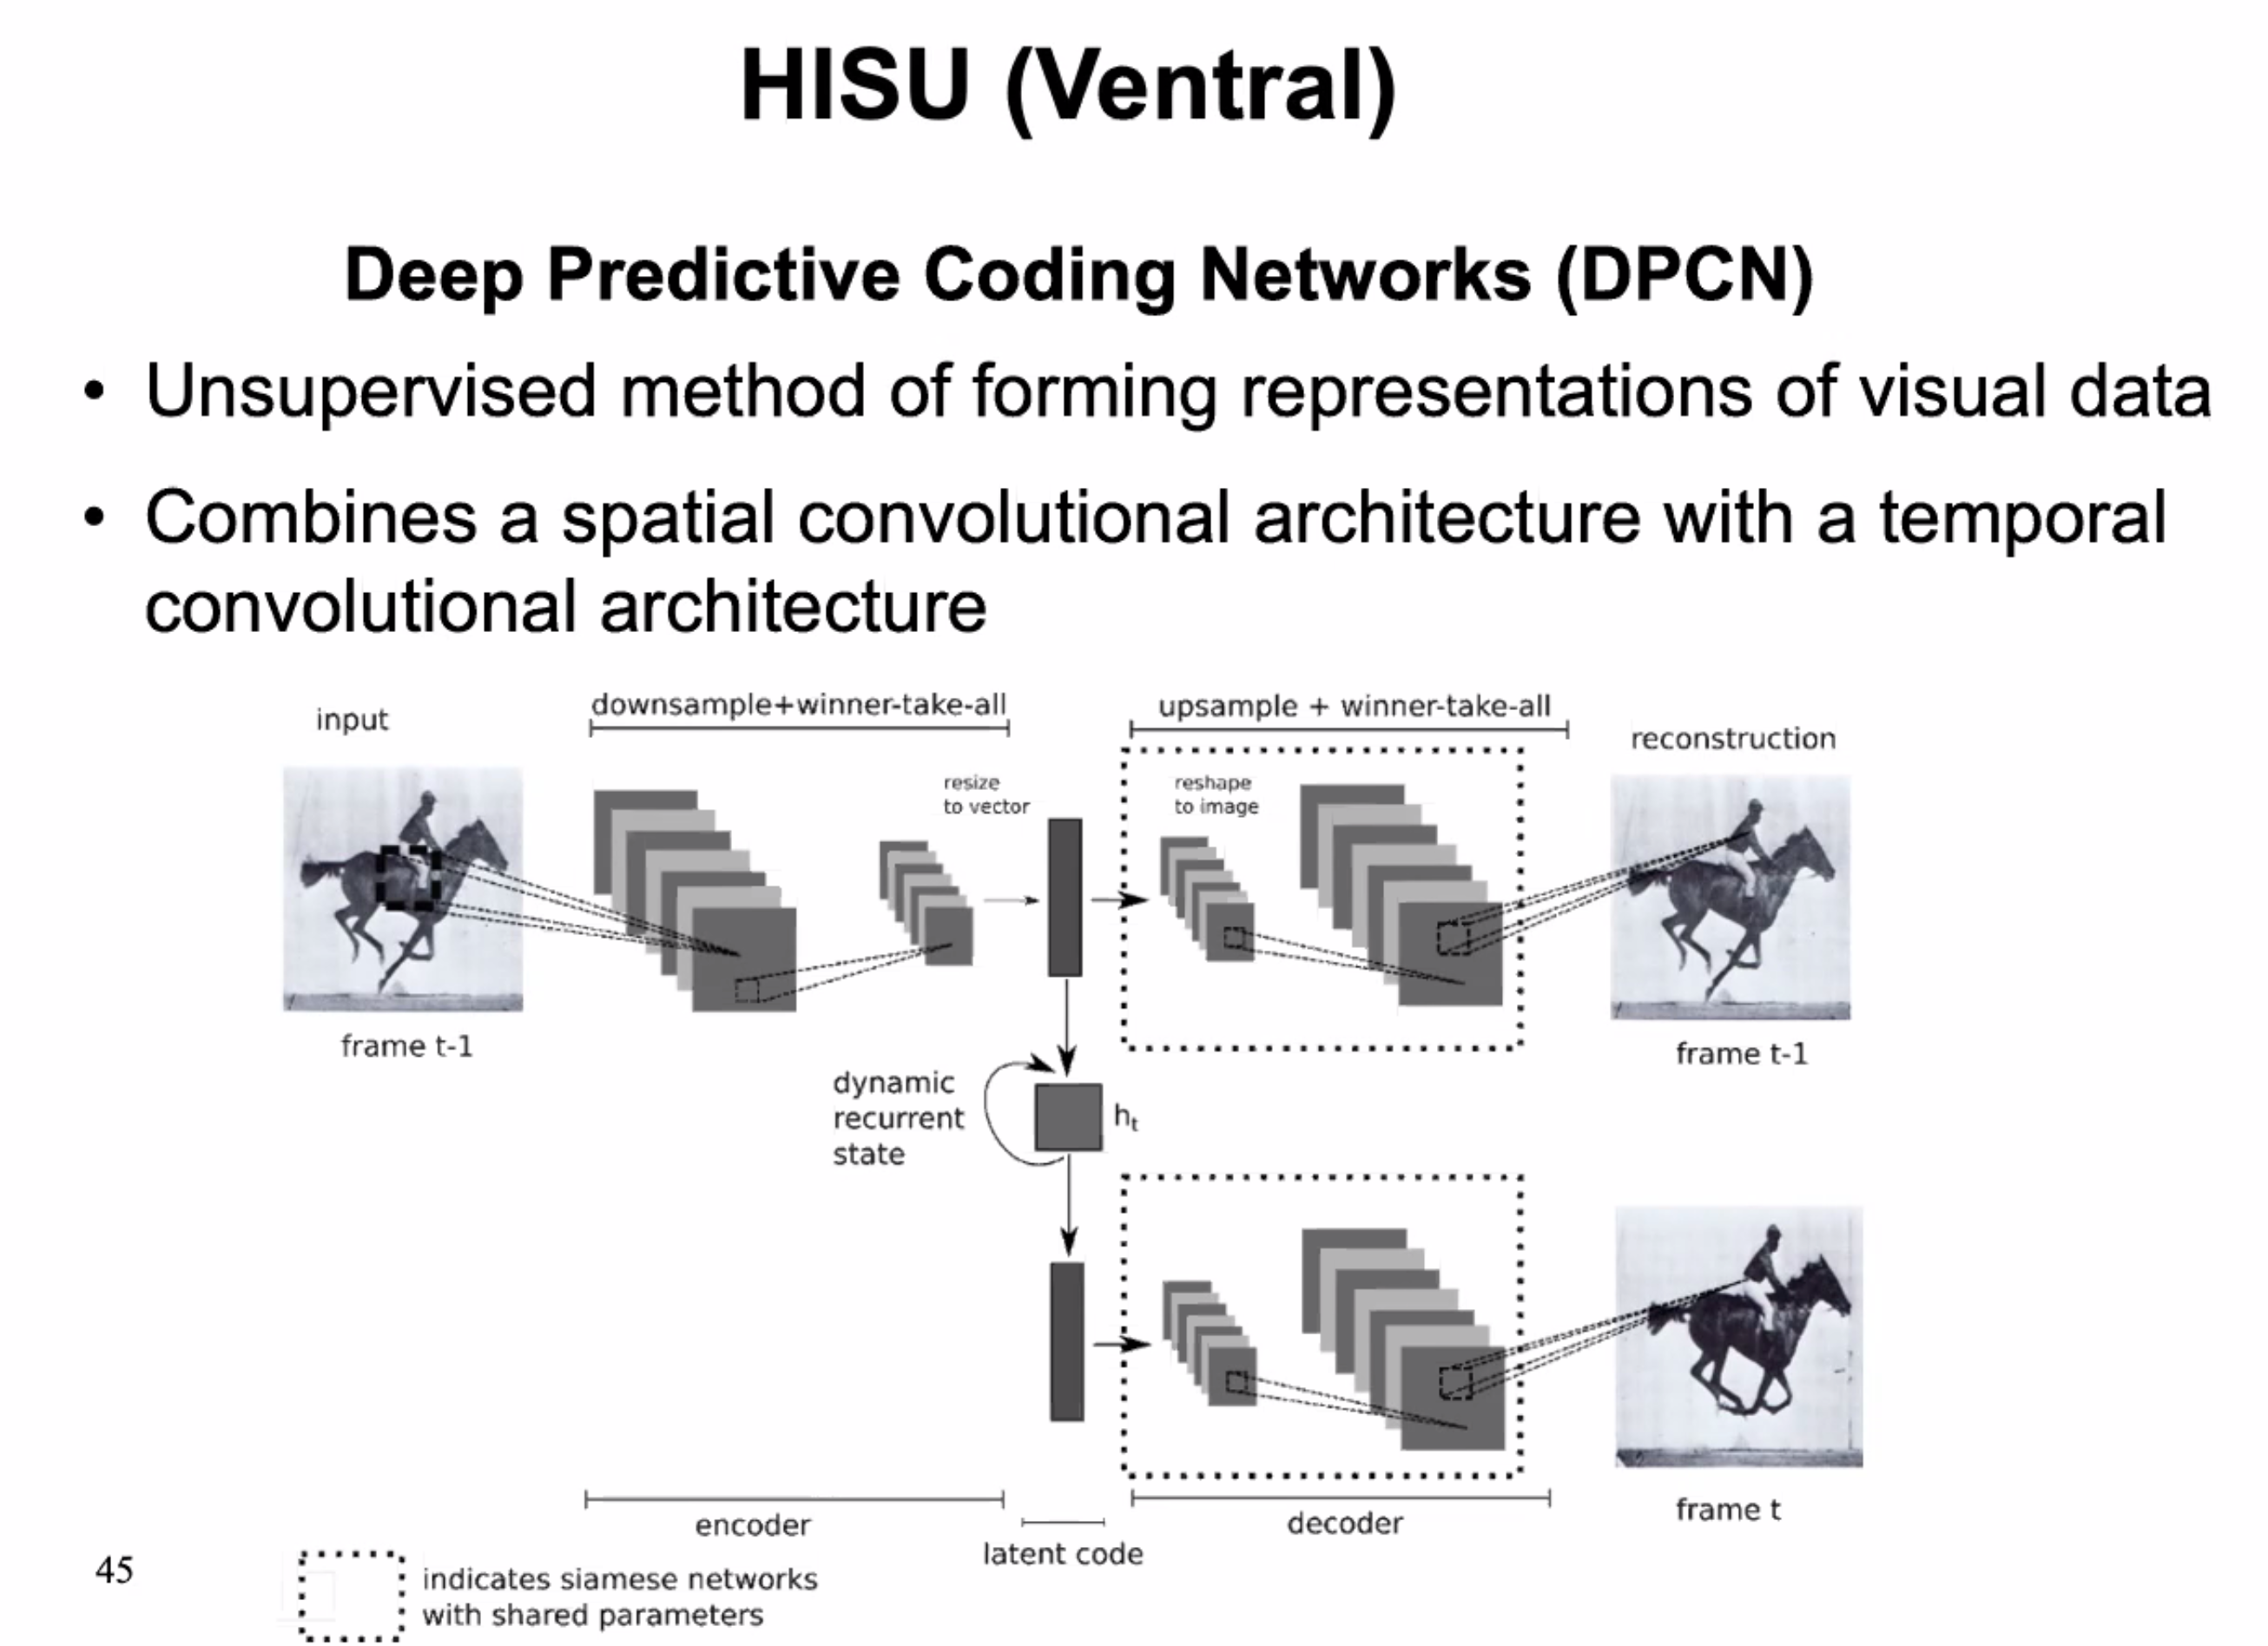 HISU (Ventral)
Deep Predictive Coding Networks (DPCN)
• Unsupervised method of forming representations of visual data
• Combines a spatial convolutional architecture with a temporal
convolutional architecture
input
downsample+winner-take-all
upsample + winner-take-all
reconstruction
resize
to vector
reshape
to image
frame t-1
frame t-1
dynamic
recurrent
state
hₜ
encoder
latent code
decoder
frame t
45
indicates siamese networks
with shared parameters